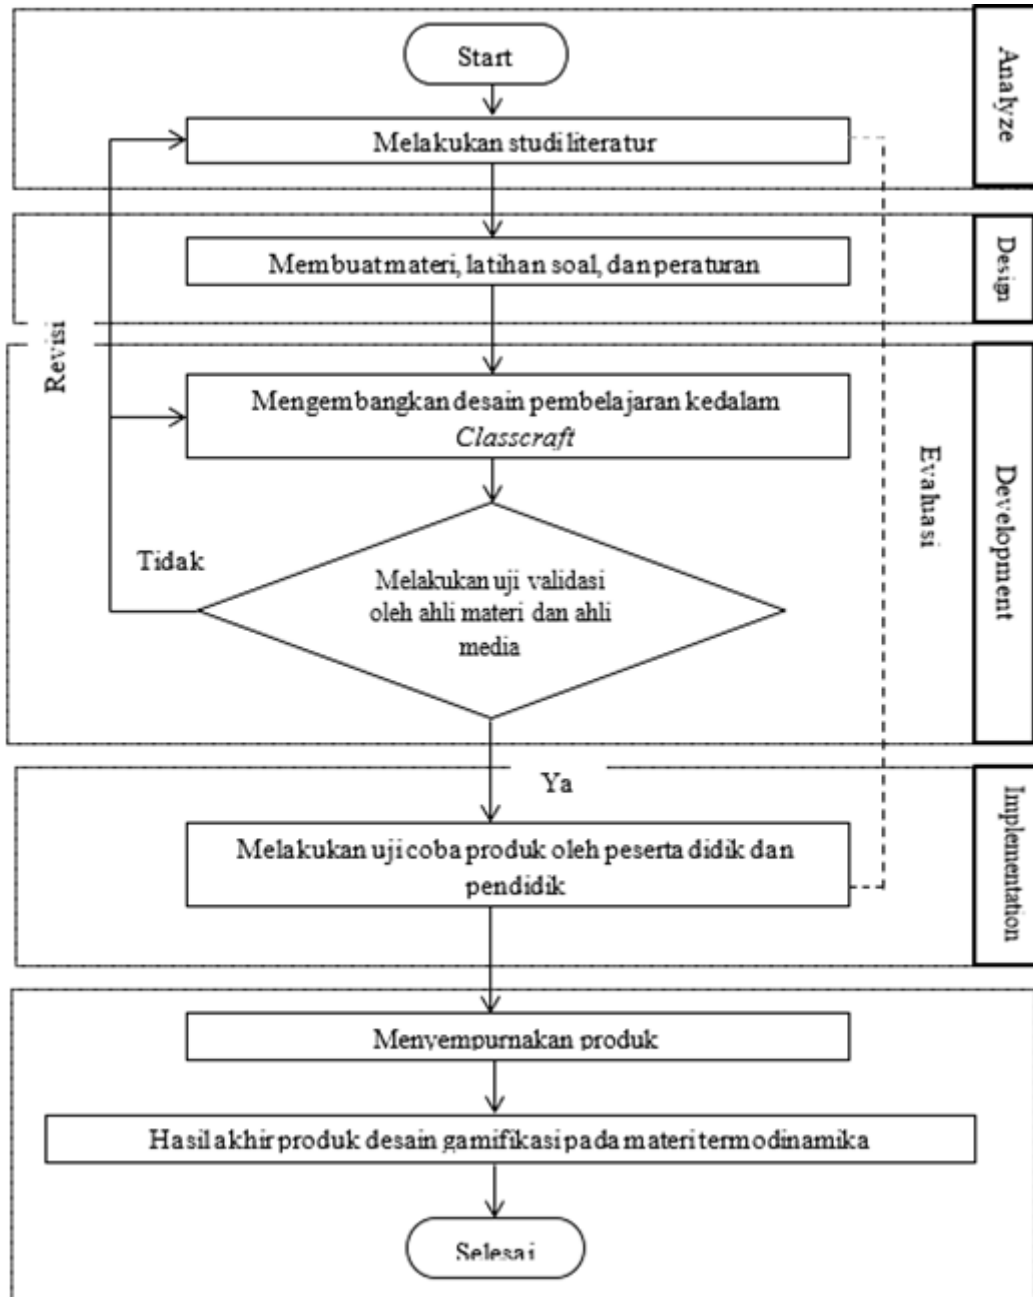 Start
Analyze
Melakukan studi literatur
Membuat materi, latihan soal, dan peraturan
Design
Revisi
Mengembangkan desain pembelajaran kedalam
Classcraft
Evaluasi
Development
Tidak
Melakukan uji validasi
oleh ahli materi dan ahli
media
Ya
Implementation
Melakukan uji coba produk oleh peserta didik dan
pendidik
Menyempurnakan produk
Hasil akhir produk desain gamifikasi pada materi termodinamika
Selesai